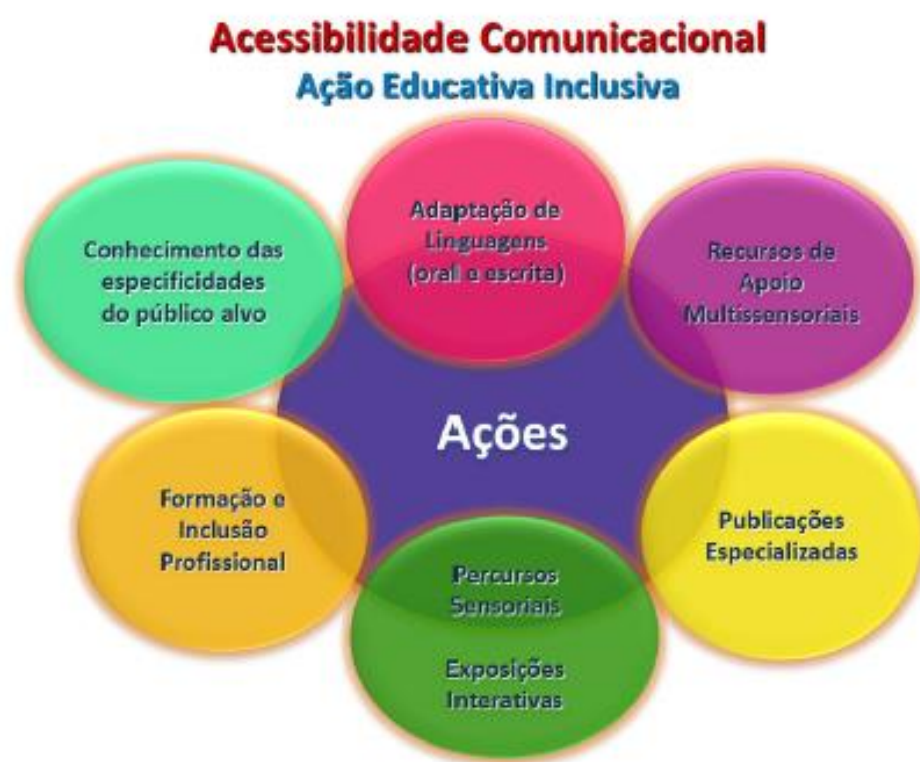 Acessibilidade Comunicacional
Ação Educativa Inclusiva
Adaptação de
Linguagens
(oral e escrita)
Conhecimento das
especificidades
do público alvo
Recursos de
Apoio
Multissensoriais
Ações
Formação e
Inclusão
Profissional
Publicações
Especializadas
Percursos
Sensoriais
Exposições
Interativas